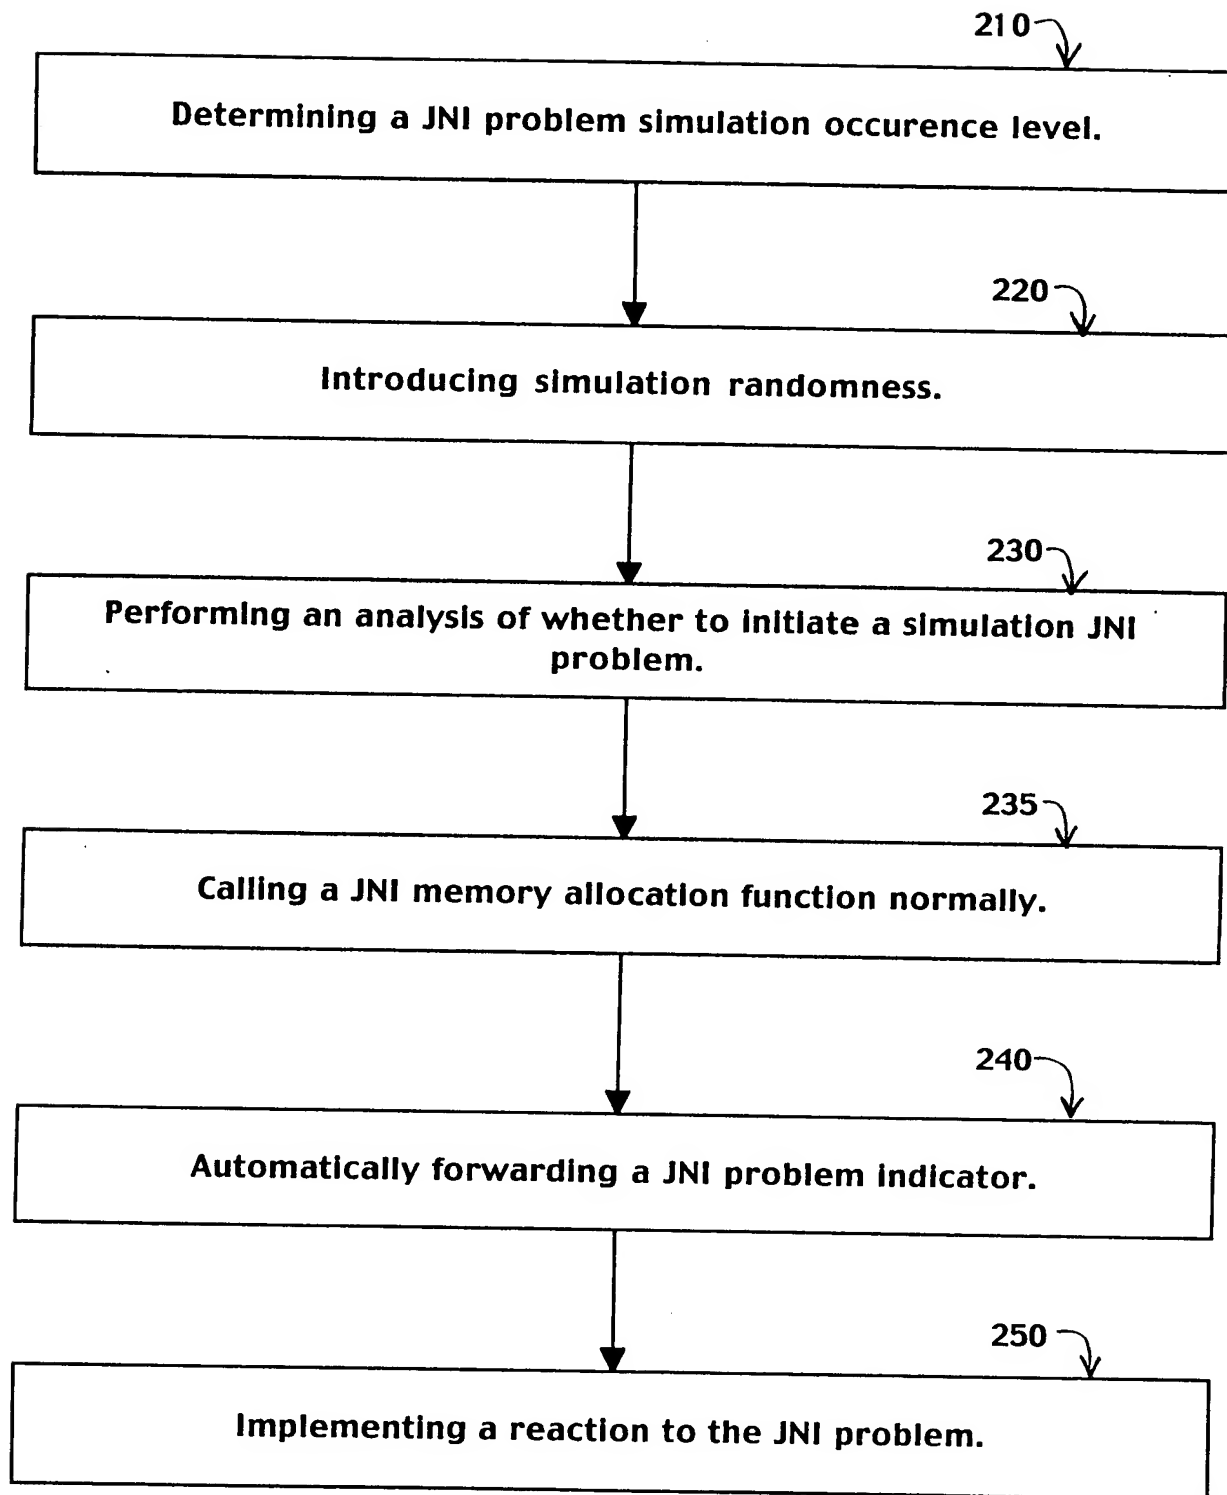 210
Determining a JNI problem simulation occurence level.
220
Introducing simulation randomness.
230
Performing an analysis of whether to initiate a simulation JNI
problem.
235
Calling a JNI memory allocation function normally.
240
Automatically forwarding a JNI problem indicator.
250
Implementing a reaction to the JNI problem.